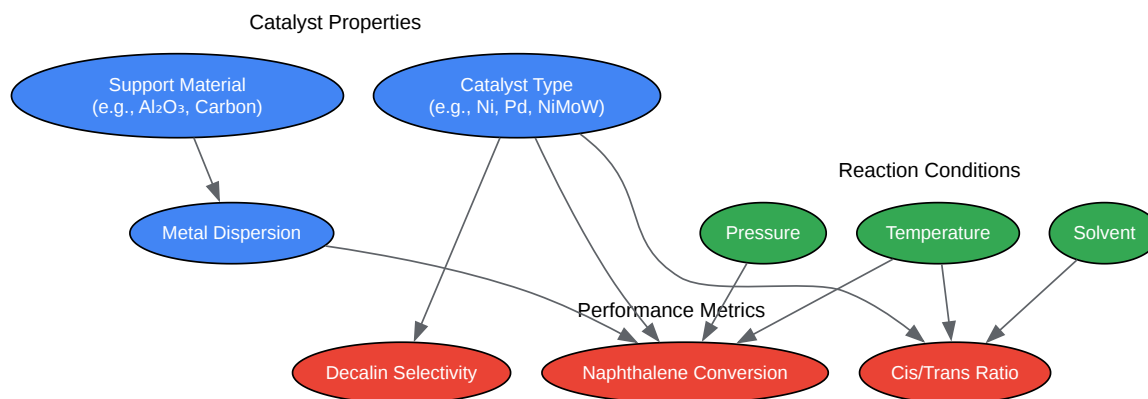 Catalyst Properties
Support Material
(e.g., Al₂O₃, Carbon)
Catalyst Type
(e.g., Ni, Pd, NiMoW)
Reaction Conditions
Metal Dispersion
Pressure
Temperature
Solvent
Performance Metrics
Decalin Selectivity
Naphthalene Conversion
Cis/Trans Ratio